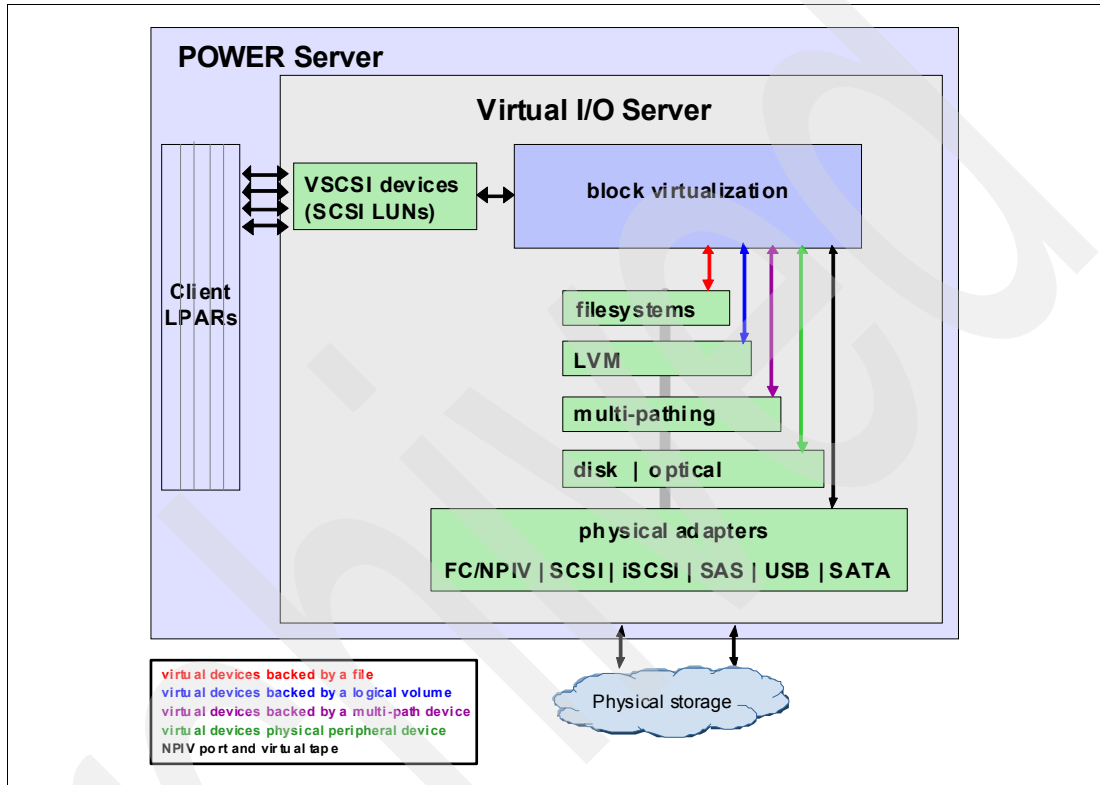 POWER Server
Virtual I/O Server
VSCSI devices
(SCSI LUNs)
block virtualization
Client
LPARs
filesystems
LVM
multi-pathing
disk | optical
physical adapters
FC/NPIV | SCSI | iSCSi | SAS | USB | SATA
virtual devices backed by a file
virtual devices backed by a logical volume
virtual devices backed by a multi-path device
virtual devices physical peripheral device
NPIV port and virtual tape
Physical storage